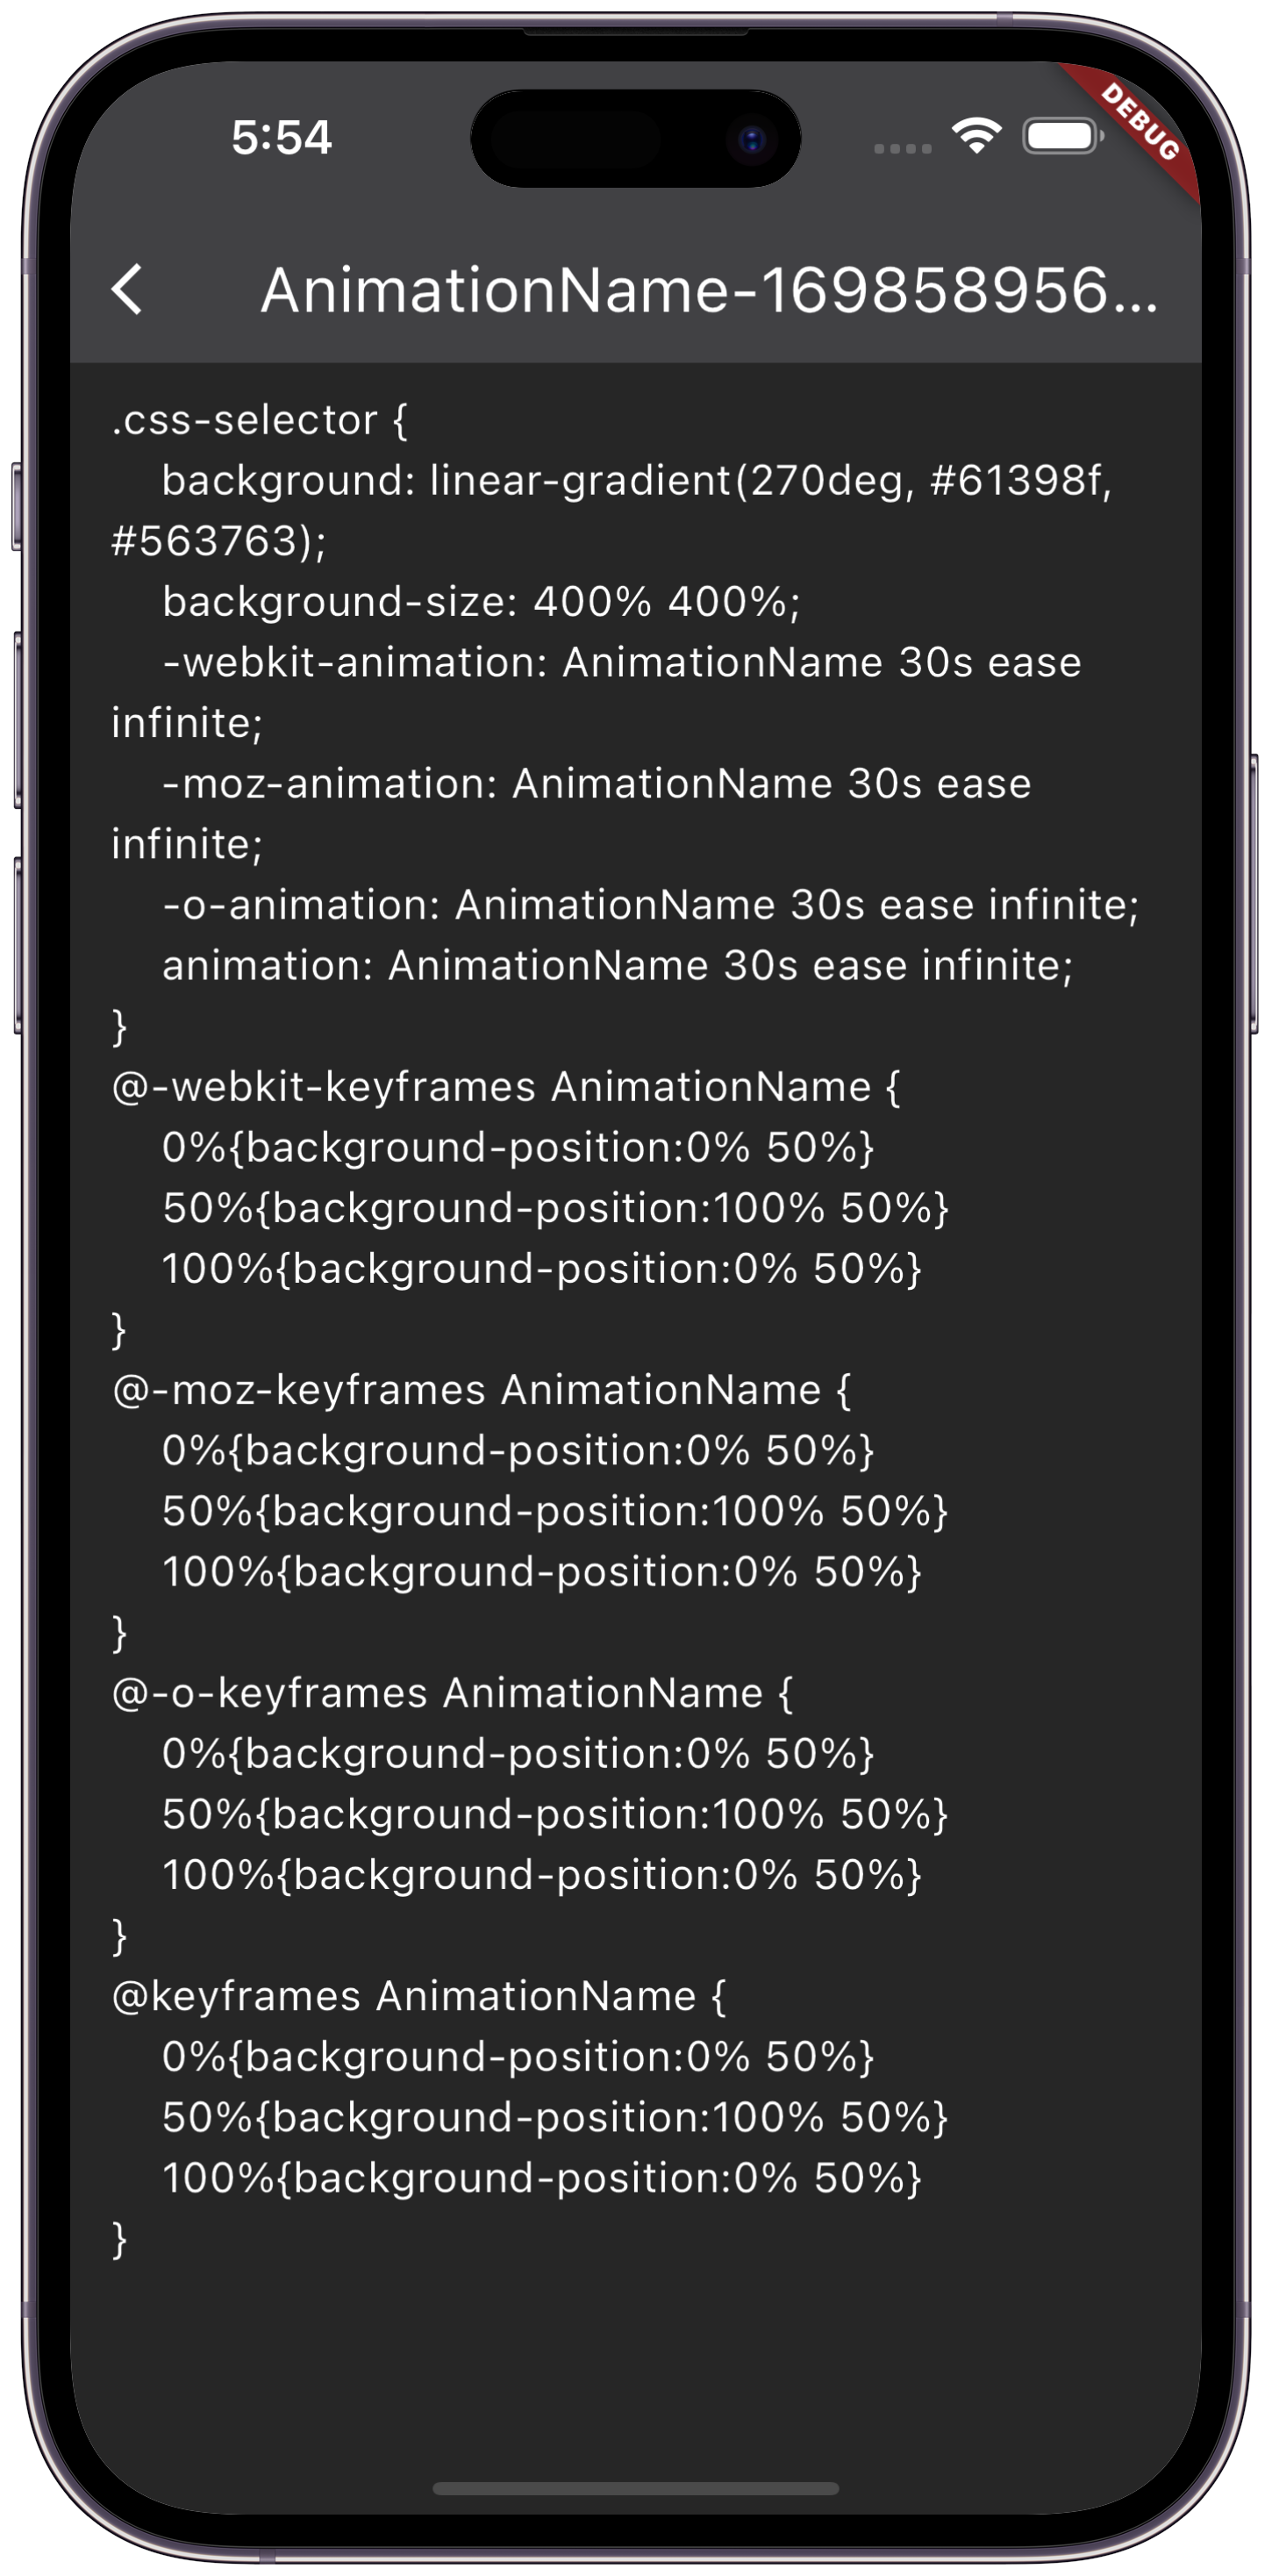 5:54
DEBUG
AnimationName-169858956...
.css-selector {
    background: linear-gradient(270deg, #61398f,
#563763);
    background-size: 400% 400%;
    -webkit-animation: AnimationName 30s ease
infinite;
    -moz-animation: AnimationName 30s ease
infinite;
    -o-animation: AnimationName 30s ease infinite;
    animation: AnimationName 30s ease infinite;
}
@-webkit-keyframes AnimationName {
    0%{background-position:0% 50%}
    50%{background-position:100% 50%}
    100%{background-position:0% 50%}
}
@-moz-keyframes AnimationName {
    0%{background-position:0% 50%}
    50%{background-position:100% 50%}
    100%{background-position:0% 50%}
}
@-o-keyframes AnimationName {
    0%{background-position:0% 50%}
    50%{background-position:100% 50%}
    100%{background-position:0% 50%}
}
@keyframes AnimationName {
    0%{background-position:0% 50%}
    50%{background-position:100% 50%}
    100%{background-position:0% 50%}
}